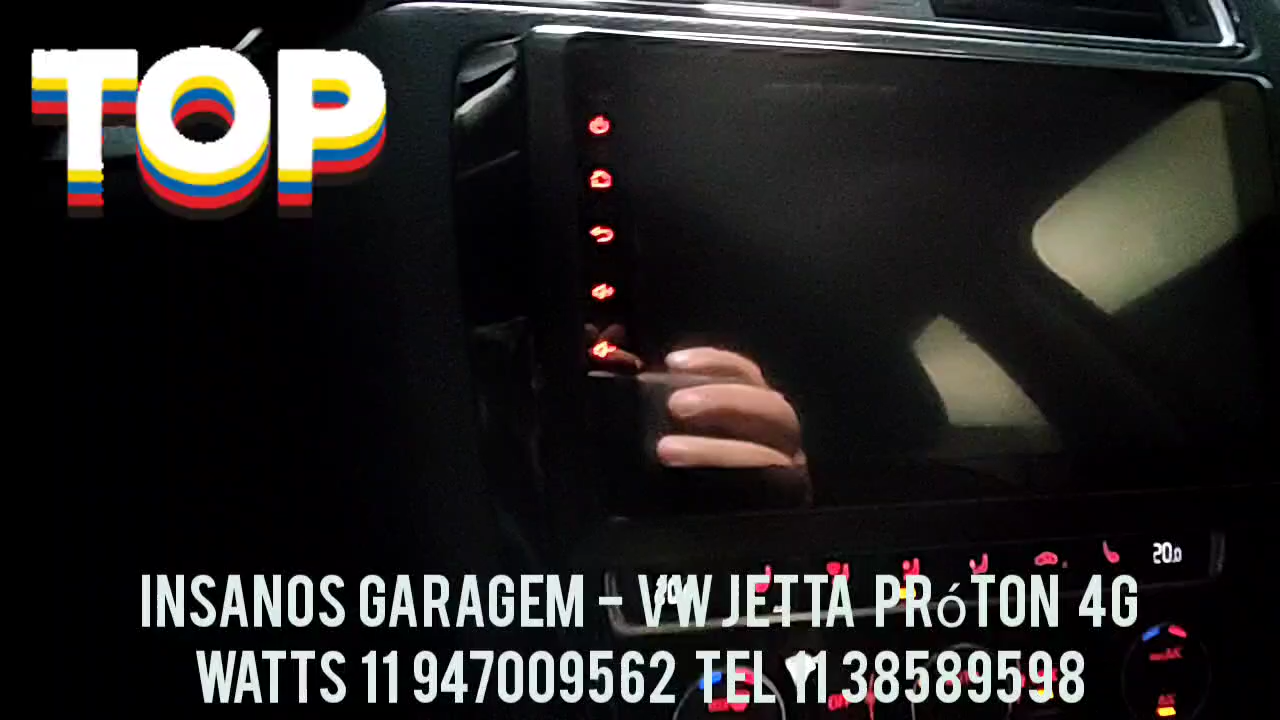 TOP
INSANOS GARAGEM - VW JETTA PRóTON 4G
WATTS 11 947009562 TEL 11 38589598
20.0